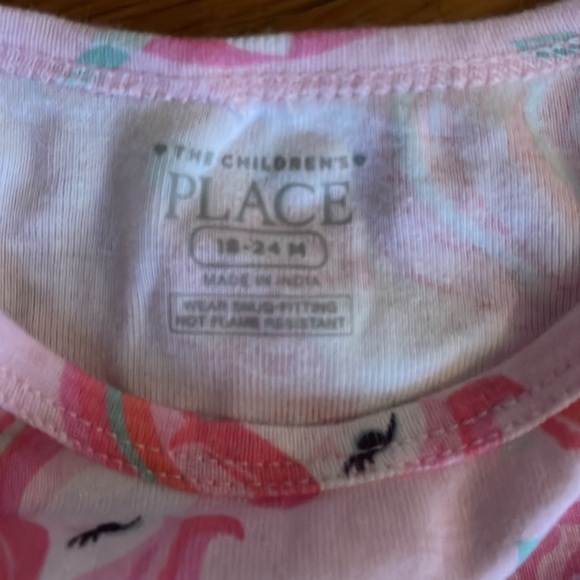 THE CHILDREN'S
PLACE
18-24 M
MADE IN INDIA
WEAR SNUG-FITTING
NOT FLAME RESISTANT